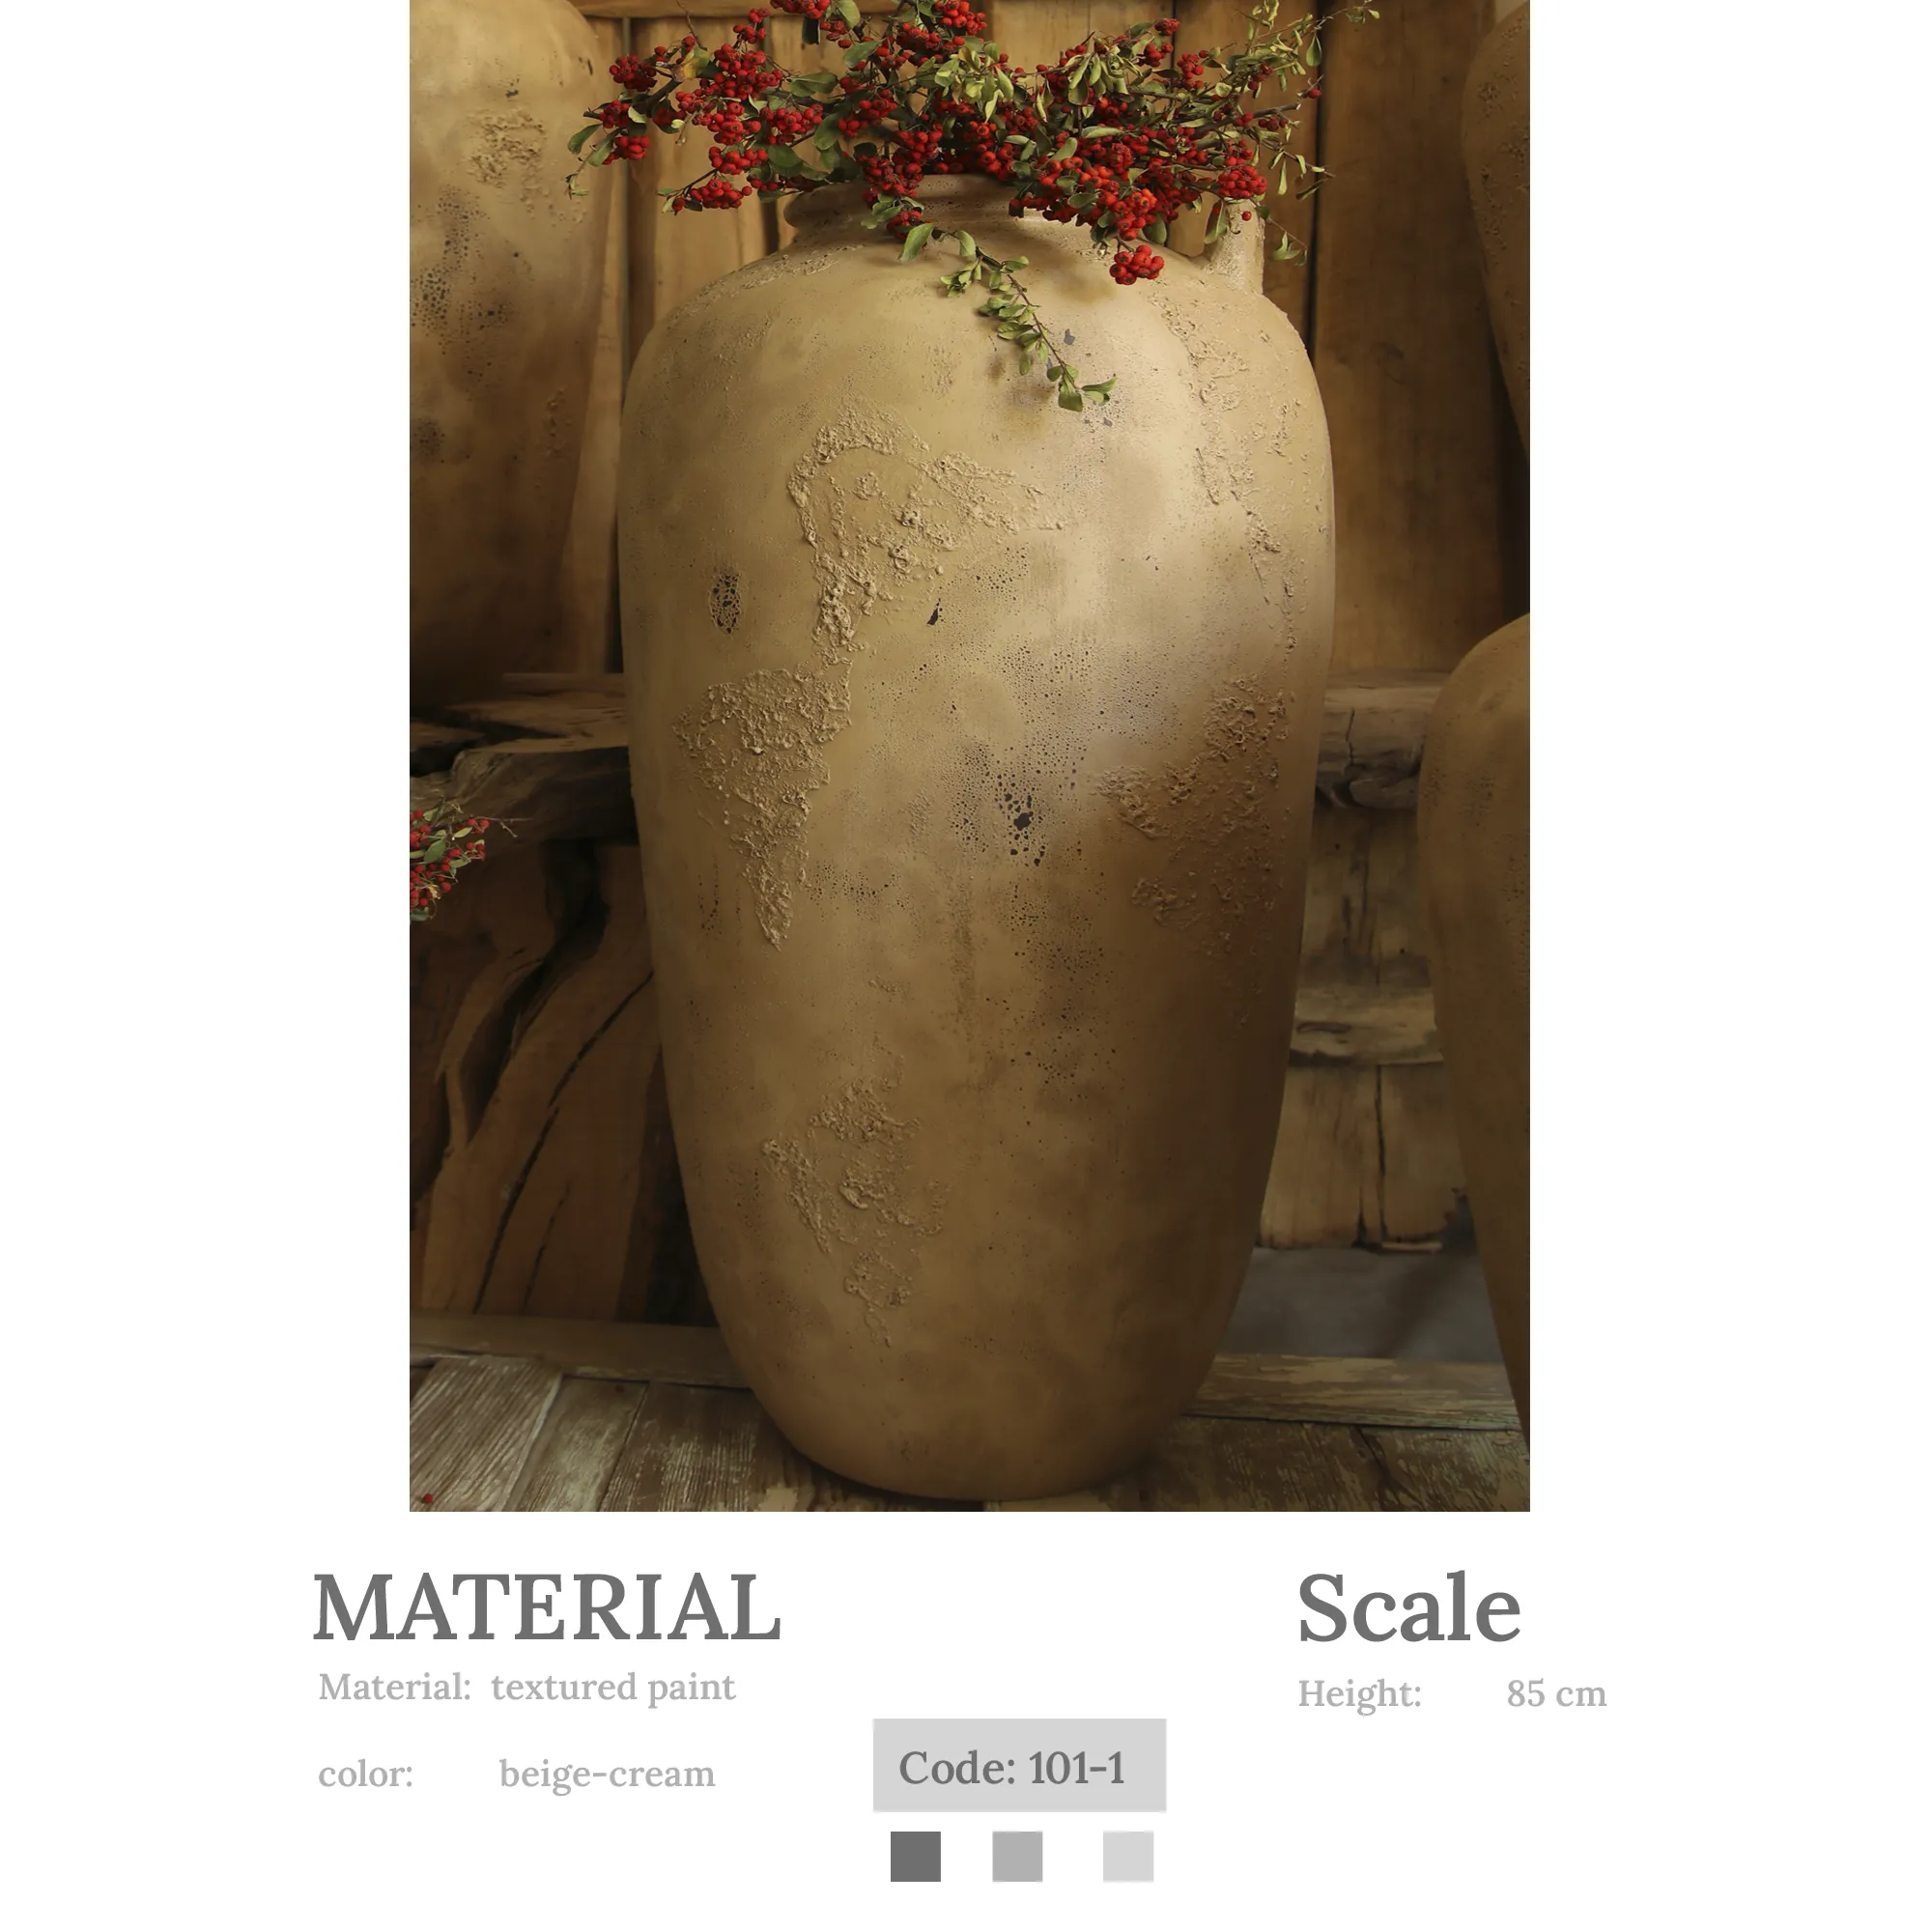 MATERIAL
Material: textured paint
color: beige-cream
Code: 101-1
Scale
Height: 85 cm